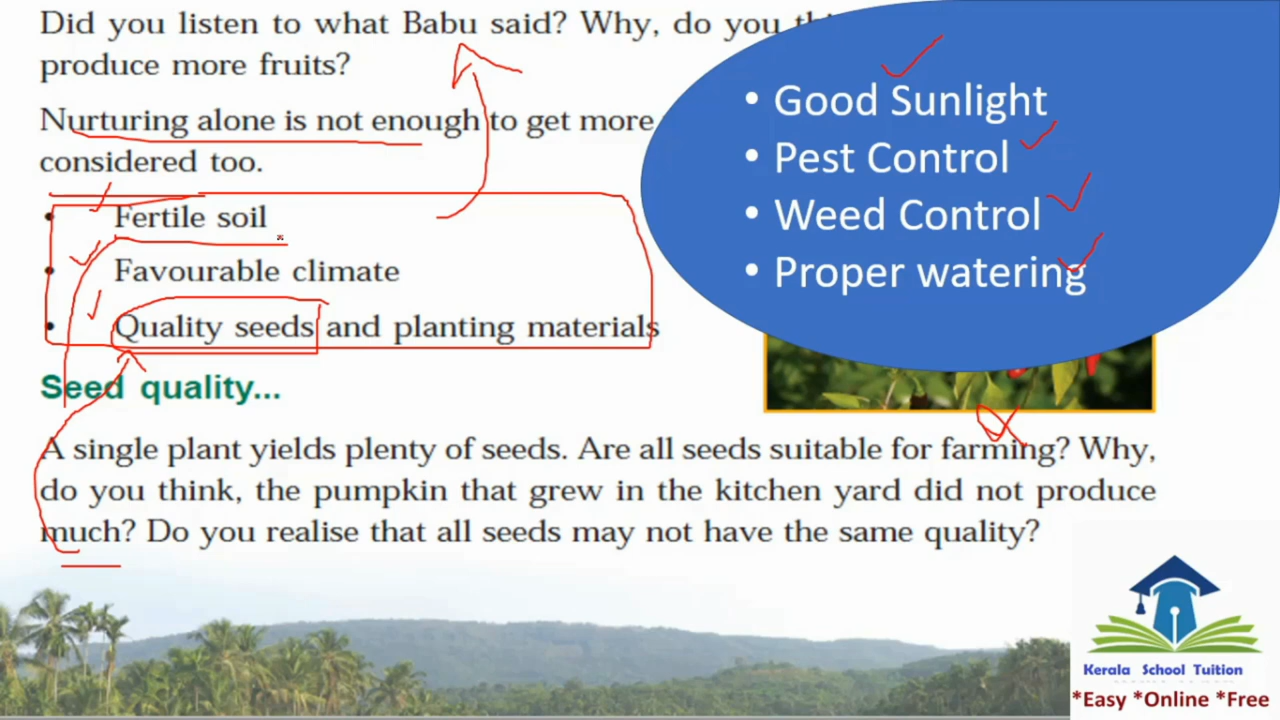 Did you listen to what Babu said? Why, do you
produce more fruits?
Nurturing alone is not enough to get more
considered too.
• Fertile soil
• Favourable climate
• Quality seeds and planting materials
• Good Sunlight
• Pest Control
• Weed Control
• Proper watering
Seed quality...
A single plant yields plenty of seeds. Are all seeds suitable for farming? Why,
do you think, the pumpkin that grew in the kitchen yard did not produce
much? Do you realise that all seeds may not have the same quality?
Kerala School Tuition
*Easy *Online *Free